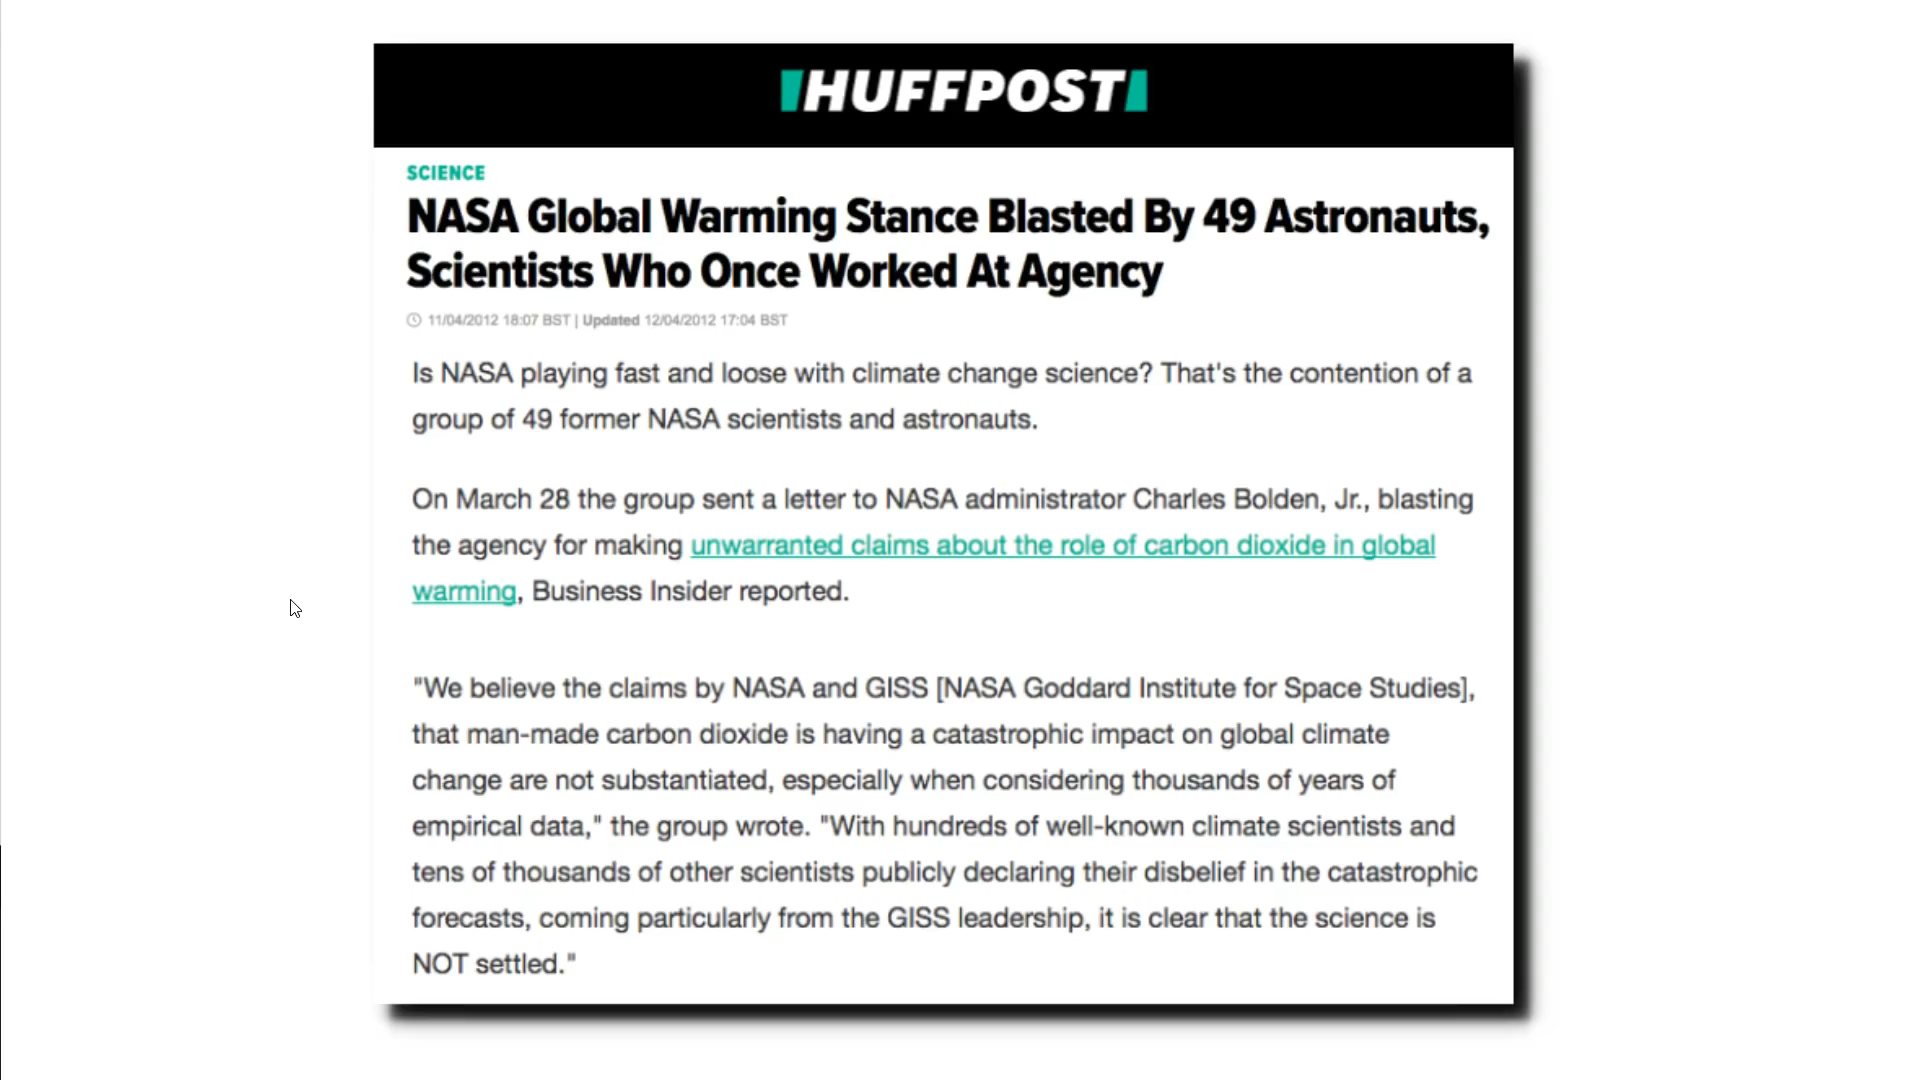 HUFFPOST
SCIENCE
NASA Global Warming Stance Blasted By 49 Astronauts,
Scientists Who Once Worked At Agency
11/04/2012 18:07 BST | Updated 12/04/2012 17:04 BST
Is NASA playing fast and loose with climate change science? That's the contention of a
group of 49 former NASA scientists and astronauts.
On March 28 the group sent a letter to NASA administrator Charles Bolden, Jr., blasting
the agency for making unwarranted claims about the role of carbon dioxide in global
warming, Business Insider reported.
"We believe the claims by NASA and GISS [NASA Goddard Institute for Space Studies],
that man-made carbon dioxide is having a catastrophic impact on global climate
change are not substantiated, especially when considering thousands of years of
empirical data," the group wrote. "With hundreds of well-known climate scientists and
tens of thousands of other scientists publicly declaring their disbelief in the catastrophic
forecasts, coming particularly from the GISS leadership, it is clear that the science is
NOT settled."